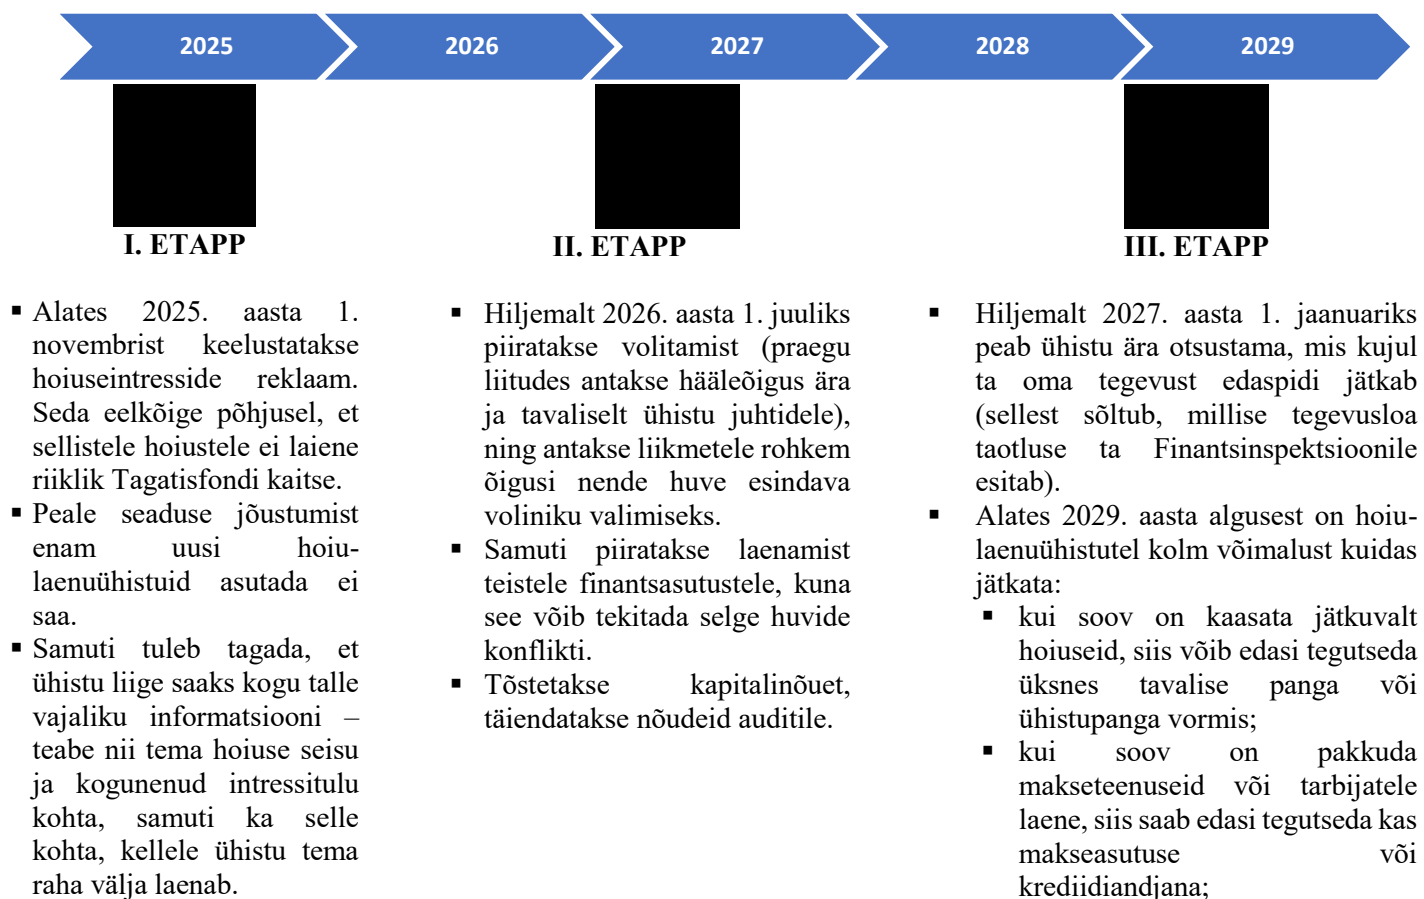 2025
2026
2027
2028
2029
I. ETAPP
▪ Alates 2025. aasta 1.
novembrist keelustatakse
hoiuseintresside reklaam.
Seda eelkõige põhjusel, et
sellistele hoiustele ei laiene
riiklik Tagatisfondi kaitse.
▪ Peale seaduse jõustumist
enam uusi hoiu-
laenuühistuid asutada ei
saa.
▪ Samuti tuleb tagada, et
ühistu liige saaks kogu talle
vajaliku informatsiooni –
teabe nii tema hoiuse seisu
ja kogunenud intressitulu
kohta, samuti ka selle
kohta, kellele ühistu tema
raha välja laenab.
II. ETAPP
▪ Hiljemalt 2026. aasta 1. juuliks
piiratakse volitamist (praegu
liitudes antakse hääleõigus ära
ja tavaliselt ühistu juhtidele),
ning antakse liikmetele rohkem
õigusi nende huve esindava
voliniku valimiseks.
▪ Samuti piiratakse laenamist
teistele finantsasutustele, kuna
see võib tekitada selge huvide
konflikti.
▪ Tõstetakse kapitalinõuet,
täiendatakse nõudeid auditile.
III. ETAPP
▪ Hiljemalt 2027. aasta 1. jaanuariks
peab ühistu ära otsustama, mis kujul
ta oma tegevust edaspidi jätkab
(sellest sõltub, millise tegevusloa
taotluse ta Finantsinspektsioonile
esitab).
▪ Alates 2029. aasta algusest on hoiu-
laenuühistutel kolm võimalust kuidas
jätkata:
▪ kui soov on kaasata jätkuvalt
hoiuseid, siis võib edasi tegutseda
üksnes tavalise panga või
ühistupanga vormis;
▪ kui soov on pakkuda
makseteenuseid või tarbijatele
laene, siis saab edasi tegutseda kas
makseasutuse või
krediidiandjana;